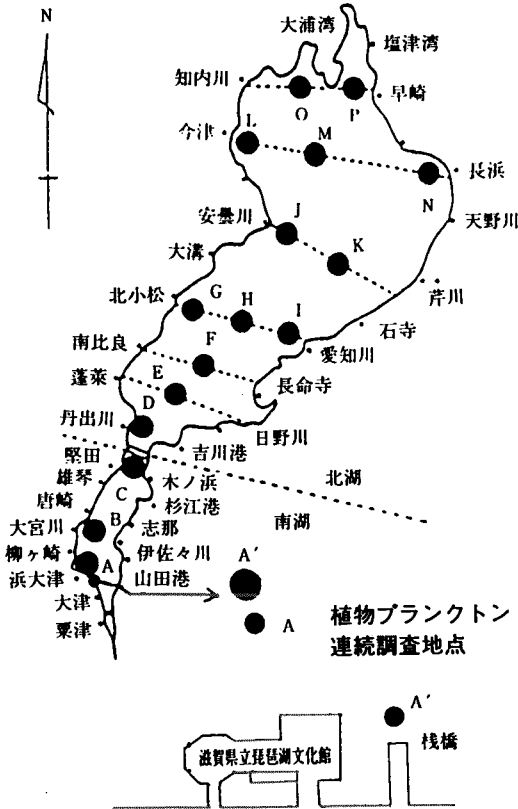 N
大浦湾
塩津湾
知内川
早崎
O
P
今津
L
M
長浜
N
天野川
安曇川
J
K
大溝
芹川
北小松
G
H
I
石寺
南比良
F
愛知川
蓬莱
E
長命寺
丹出川
D
日野川
堅田
吉川港
北湖
雄琴
C
木ノ浜
唐崎
杉江港
南湖
大宮川
B
志那
柳ヶ崎
A
伊佐々川
A′
浜大津
山田港
大津
A
植物プランクトン
連続調査地点
粟津
A′
桟橋
滋賀県立琵琶湖文化館